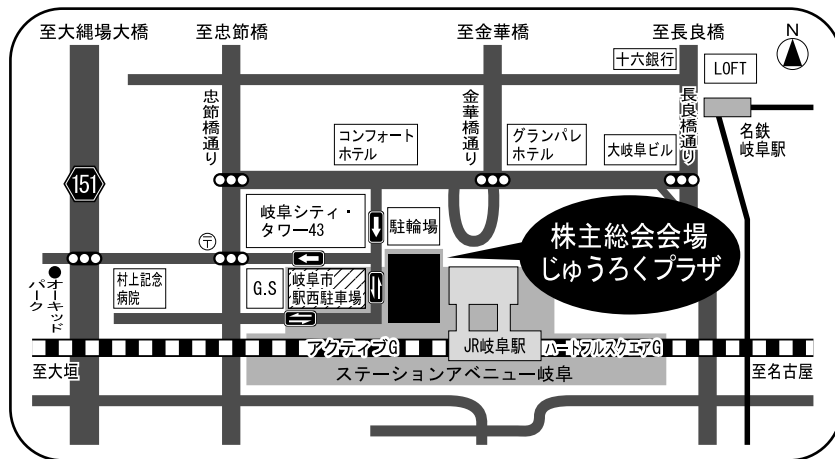 至大縄場大橋
至忠節橋
至金華橋
至長良橋
N
十六銀行
LOFT
忠節橋通り
金華橋通り
長良橋通り
名鉄
岐阜駅
コンフォート
ホテル
グランパレ
ホテル
大岐阜ビル
151
岐阜シティ・
タワー43
駐輪場
株主総会会場
じゅうろくプラザ
〒
オーキッド
パーク
村上記念
病院
G.S
岐阜市
駅西駐車場
アクティブG
JR岐阜駅
ハートフルスクエアG
至大垣
ステーションアベニュー岐阜
至名古屋